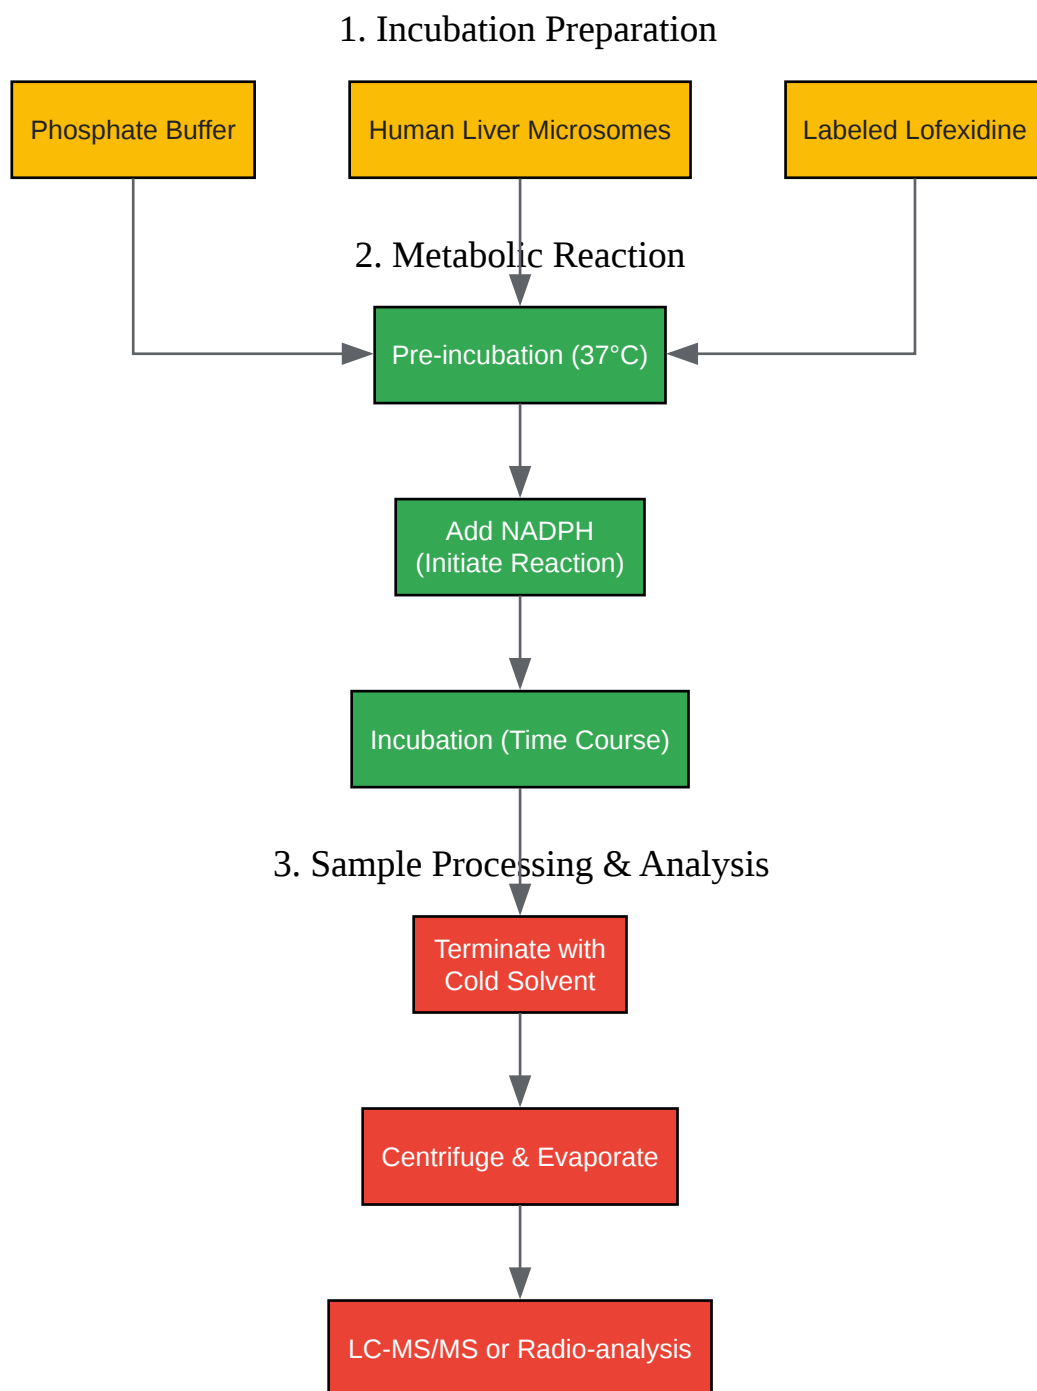 1. Incubation Preparation
Phosphate Buffer
Human Liver Microsomes
Labeled Lofexidine
2. Metabolic Reaction
Pre-incubation (37°C)
Add NADPH
(Initiate Reaction)
Incubation (Time Course)
3. Sample Processing & Analysis
Terminate with
Cold Solvent
Centrifuge & Evaporate
LC-MS/MS or Radio-analysis